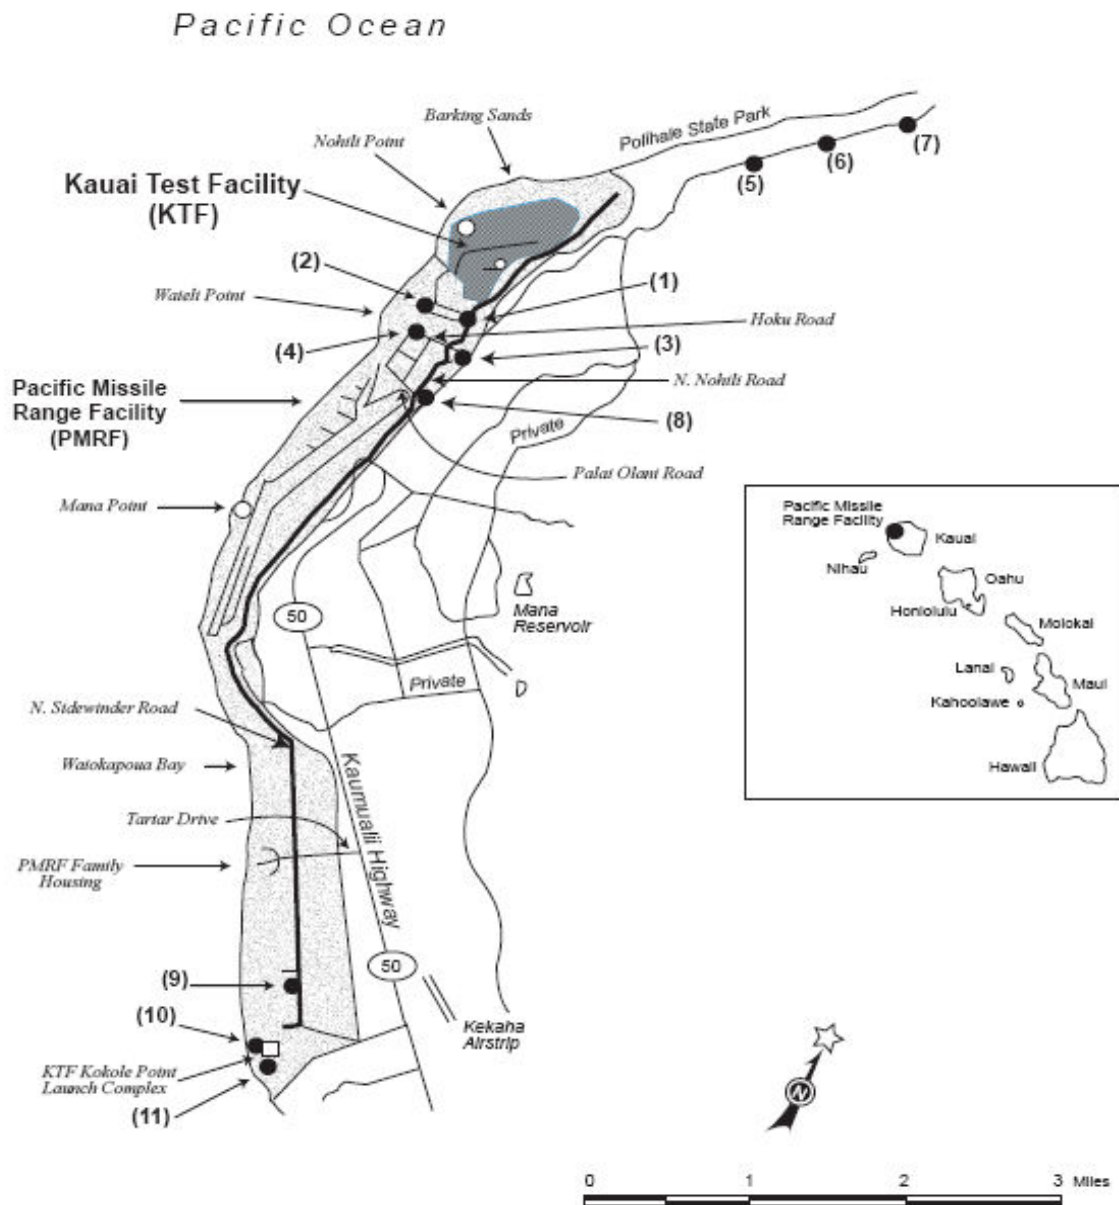 Pacific Ocean
Barking Sands
Nohili Point
Polihale State Park
Kauai Test Facility
(KTF)
(7)
(6)
(5)
(2)
(1)
Wateli Point
Hoku Road
(4)
(3)
N. Nohili Road
Pacific Missile
Range Facility
(PMRF)
(8)
Private
Palat Olani Road
Mana Point
Pacific Missile
Range Facility
Kauai
Nihau
Oahu
Honlolulu
Molokai
Lanai
Maui
Kahoolawe
Hawaii
50
Mana
Reservoir
Private
N. Sidewinder Road
Waiokapoua Bay
Kaumualii Highway
Tartar Drive
PMRF Family
Housing
50
(9)
(10)
Kekaha
Airstrip
KTF Kokole Point
Launch Complex
(11)
N
0 1 2 3 Miles